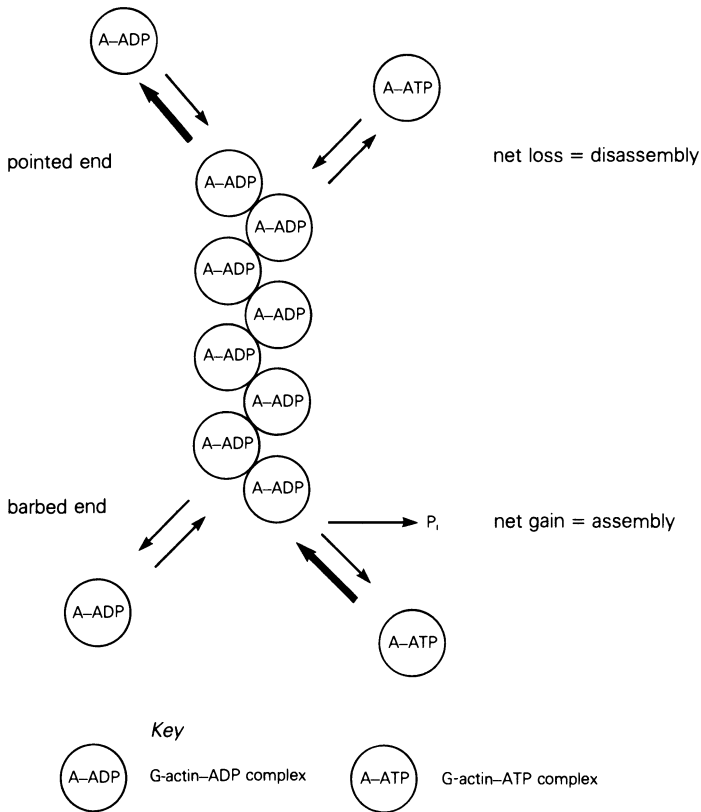 A–ADP
A–ATP
pointed end
net loss = disassembly
A–ADP
A–ADP
A–ADP
A–ADP
A–ADP
A–ADP
A–ADP
A–ADP
barbed end
Pı
net gain = assembly
A–ADP
A–ATP
Key
A–ADP
G-actin–ADP complex
A–ATP
G-actin–ATP complex